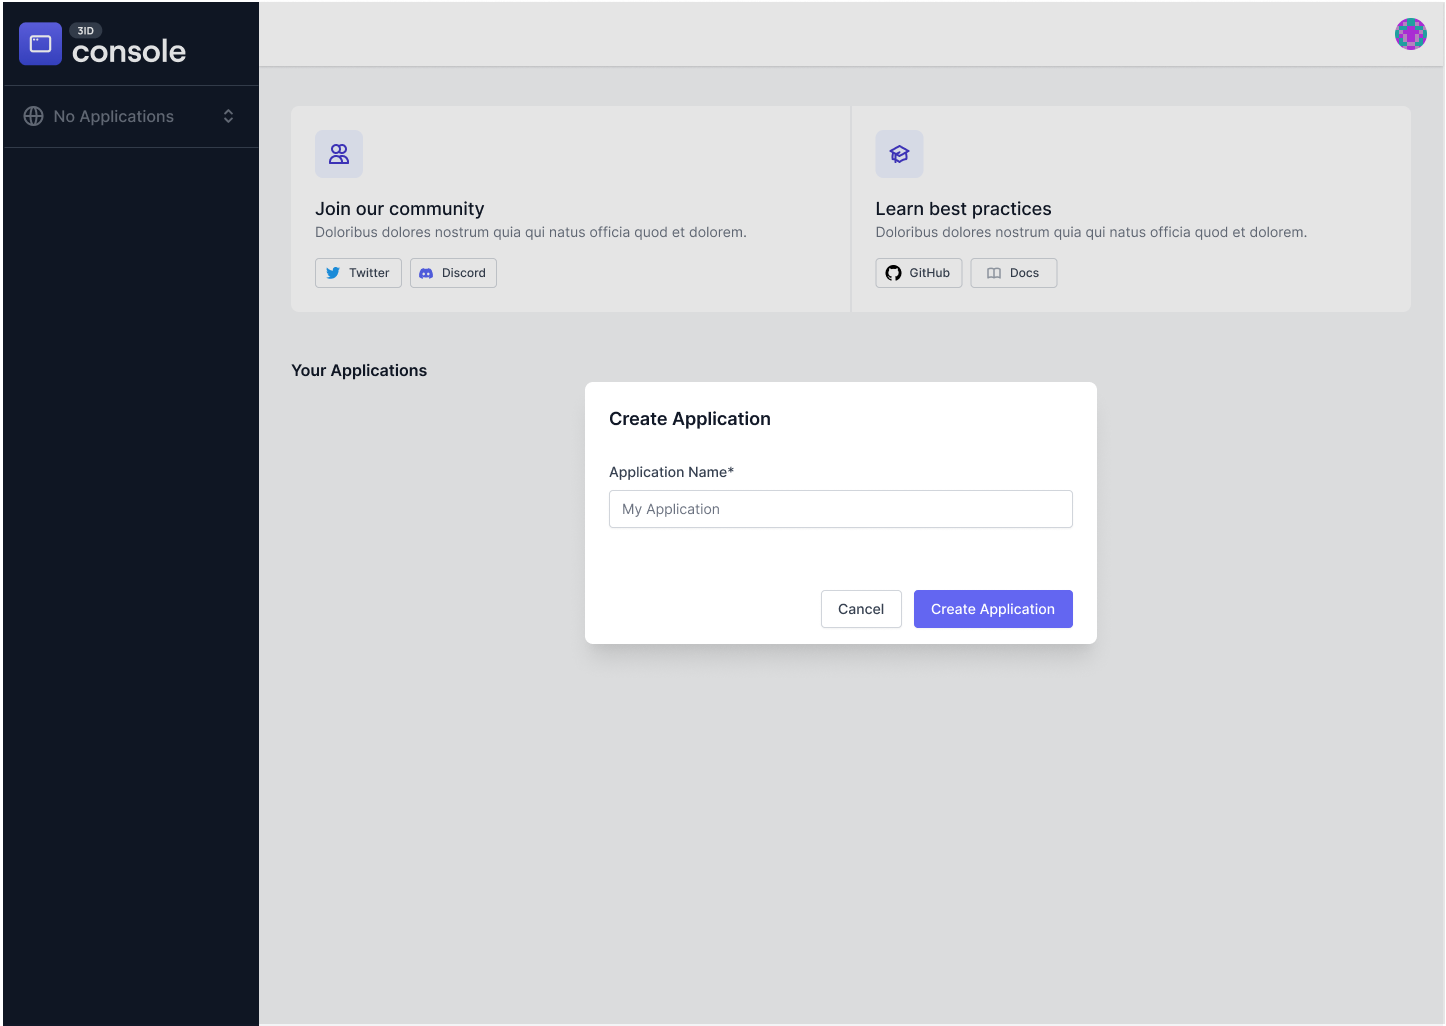 3ID
console
No Applications
Join our community
Doloribus dolores nostrum quia qui natus officia quod et dolorem.
Twitter
Discord
Learn best practices
Doloribus dolores nostrum quia qui natus officia quod et dolorem.
GitHub
Docs
Your Applications
Create Application
Application Name*
My Application
Cancel
Create Application